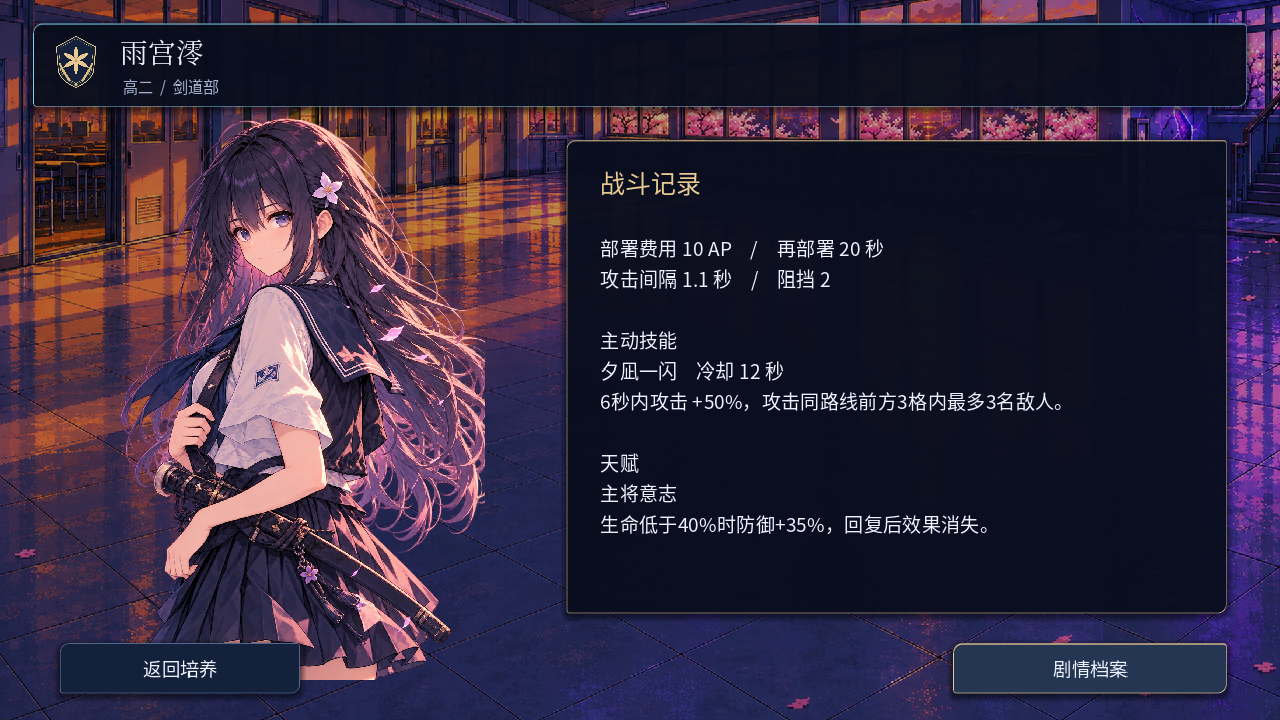 雨宫澪
高二 / 剑道部
战斗记录
部署费用 10 AP / 再部署 20 秒
攻击间隔 1.1 秒 / 阻挡 2
主动技能
夕凪一闪 冷却 12 秒
6秒内攻击 +50%，攻击同路线前方3格内最多3名敌人。
天赋
主将意志
生命低于40%时防御+35%，回复后效果消失。
返回培养
剧情档案